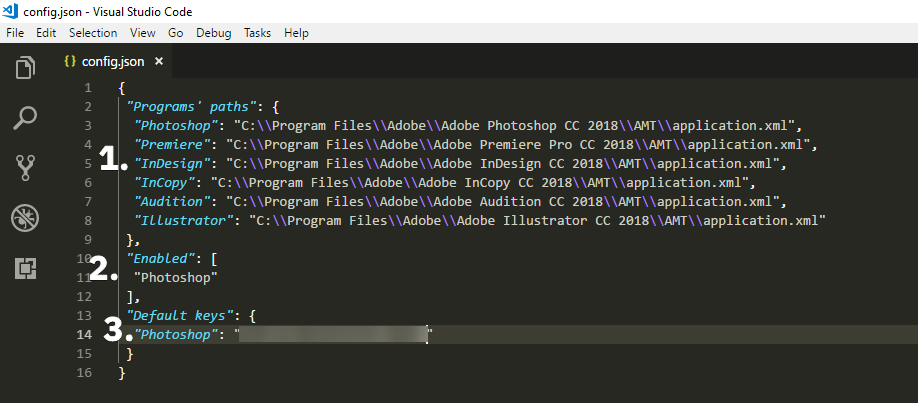 config.json - Visual Studio Code
File Edit Selection View Go Debug Tasks Help
{} config.json ×
1 {
2 "Programs' paths": {
3 "Photoshop": "C:\\Program Files\\Adobe\\Adobe Photoshop CC 2018\\AMT\\application.xml",
4 "Premiere": "C:\\Program Files\\Adobe\\Adobe Premiere Pro CC 2018\\AMT\\application.xml",
1.
5 "InDesign": "C:\\Program Files\\Adobe\\Adobe InDesign CC 2018\\AMT\\application.xml",
6 "InCopy": "C:\\Program Files\\Adobe\\Adobe InCopy CC 2018\\AMT\\application.xml",
7 "Audition": "C:\\Program Files\\Adobe\\Adobe Audition CC 2018\\AMT\\application.xml",
8 "Illustrator": "C:\\Program Files\\Adobe\\Adobe Illustrator CC 2018\\AMT\\application.xml"
9 },
10 "Enabled": [
2.
11 "Photoshop"
12 ],
13 "Default keys": {
3.
14 "Photoshop": ""
15 }
16 }